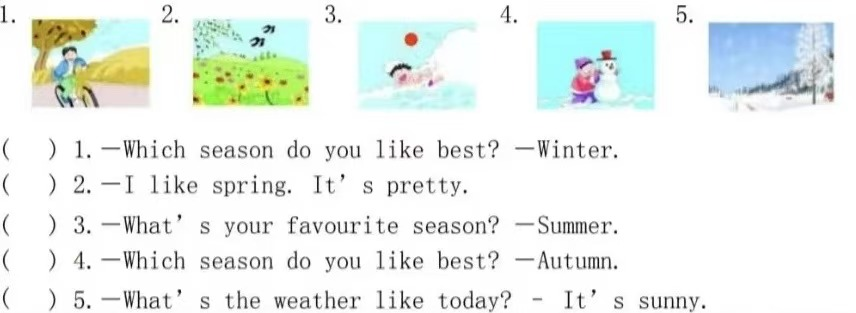 1. 2. 3. 4. 5.
( ) 1.—Which season do you like best? —Winter.
( ) 2.—I like spring. It’s pretty.
( ) 3.—What’s your favourite season? —Summer.
( ) 4.—Which season do you like best? —Autumn.
( ) 5.—What’s the weather like today? - It’s sunny.